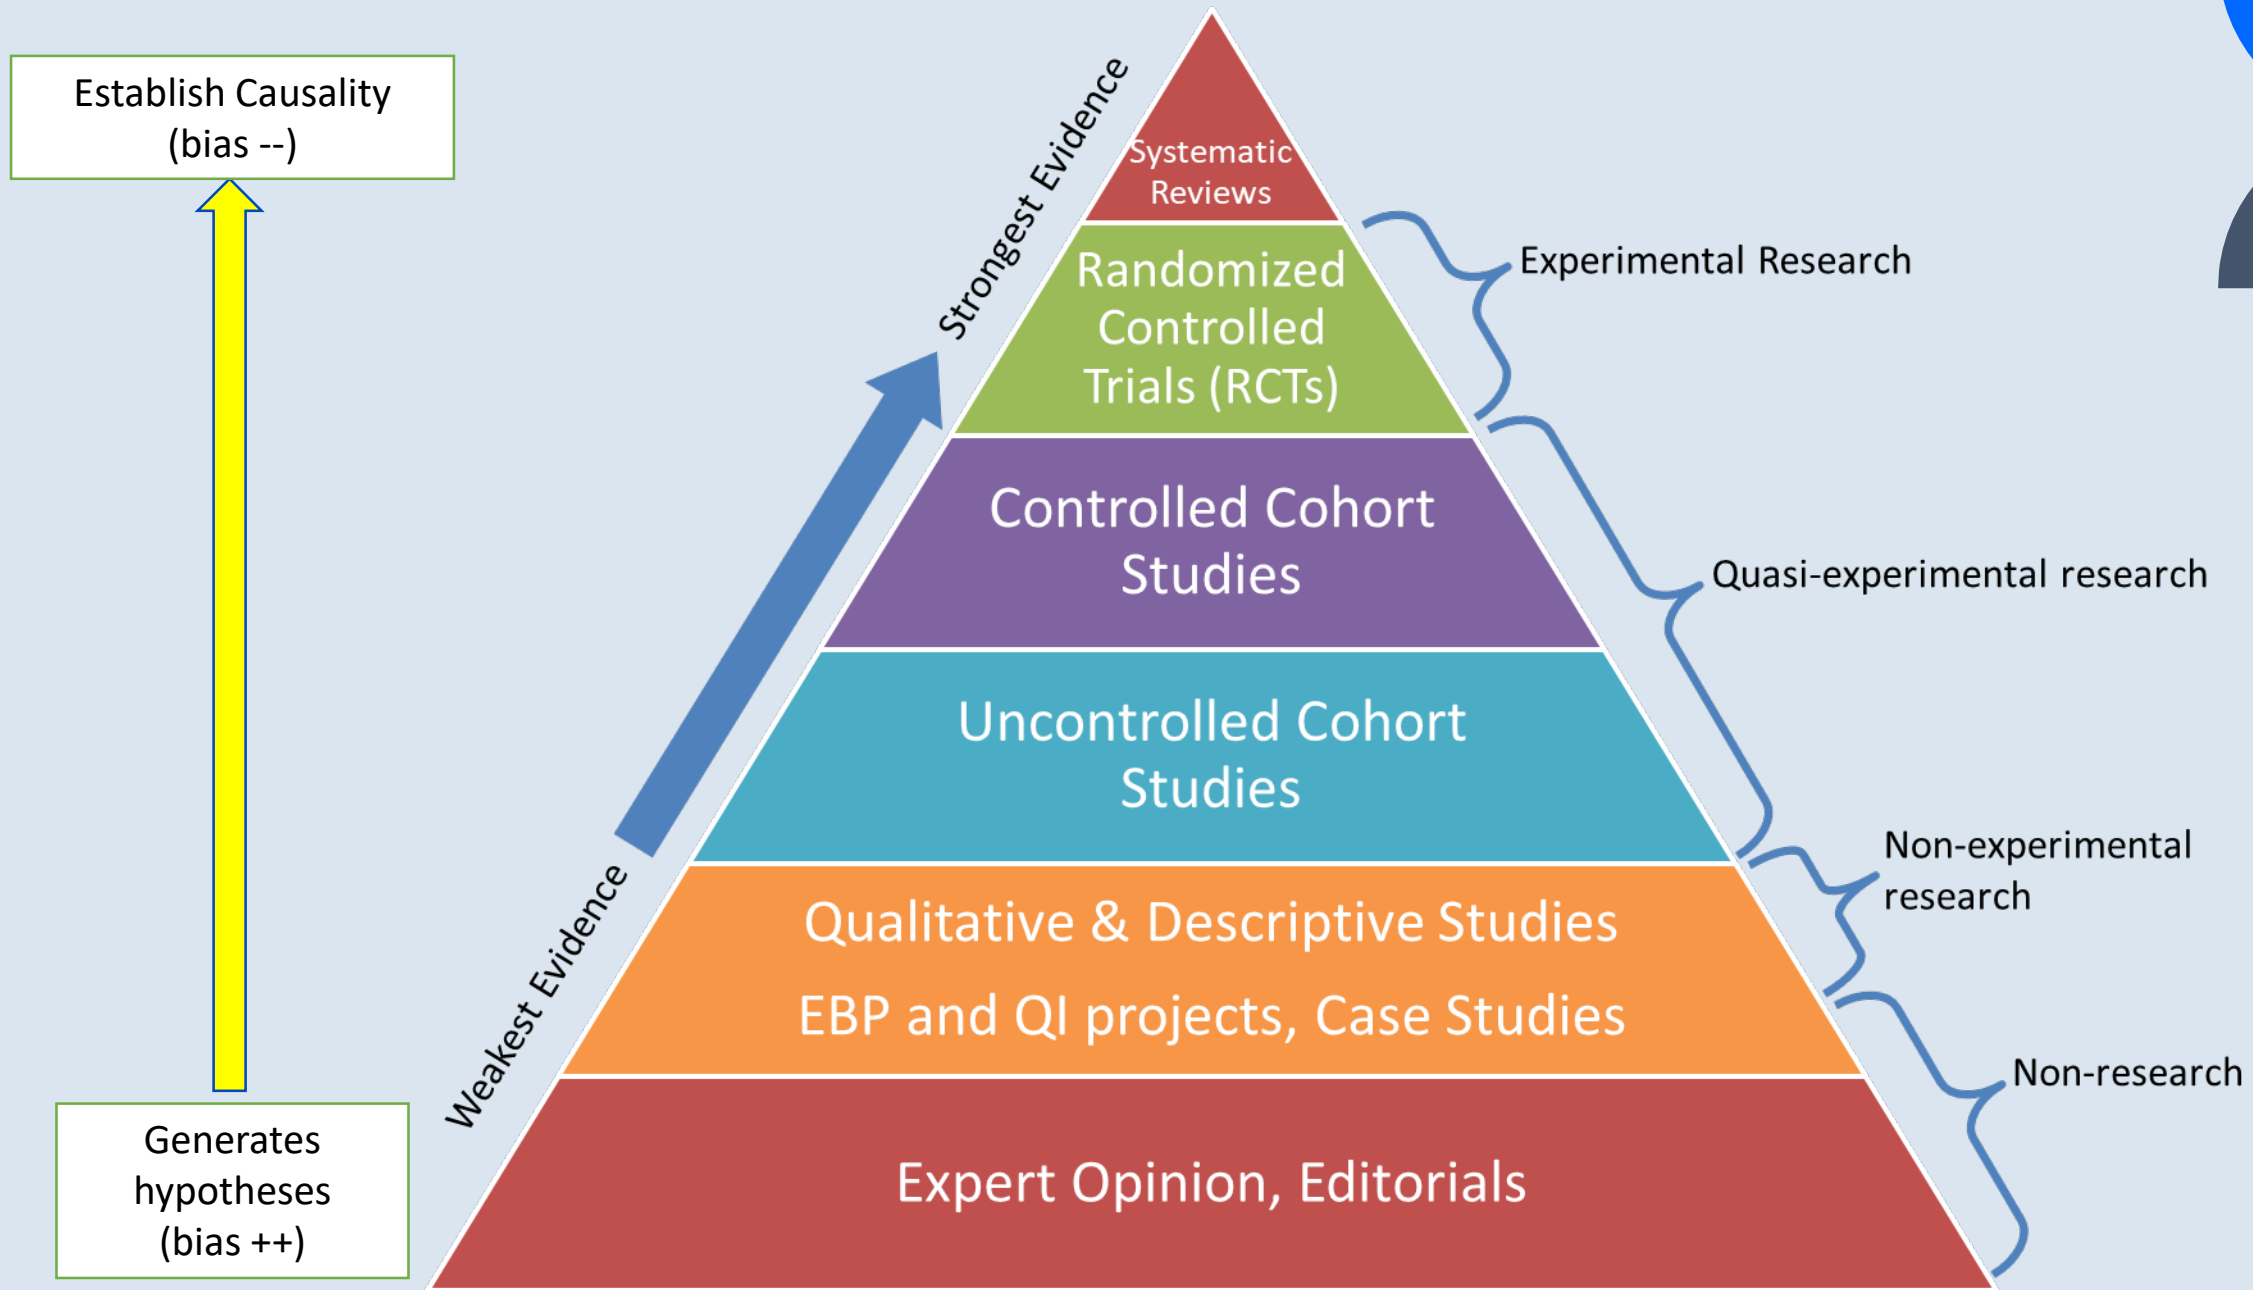 Establish Causality
(bias --)
Generates
hypotheses
(bias ++)
Strongest Evidence
Weakest Evidence
Systematic
Reviews
Randomized
Controlled
Trials (RCTs)
Controlled Cohort
Studies
Uncontrolled Cohort
Studies
Qualitative & Descriptive Studies
EBP and QI projects, Case Studies
Expert Opinion, Editorials
Experimental Research
Quasi-experimental research
Non-experimental
research
Non-research